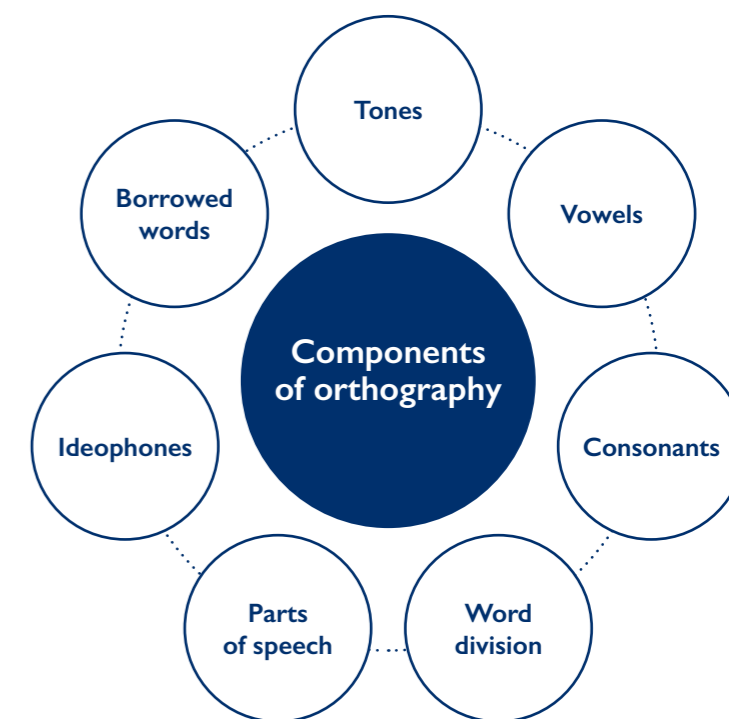 Tones
Borrowed
words
Vowels
Components
of orthography
Ideophones
Consonants
Parts
of speech
Word
division